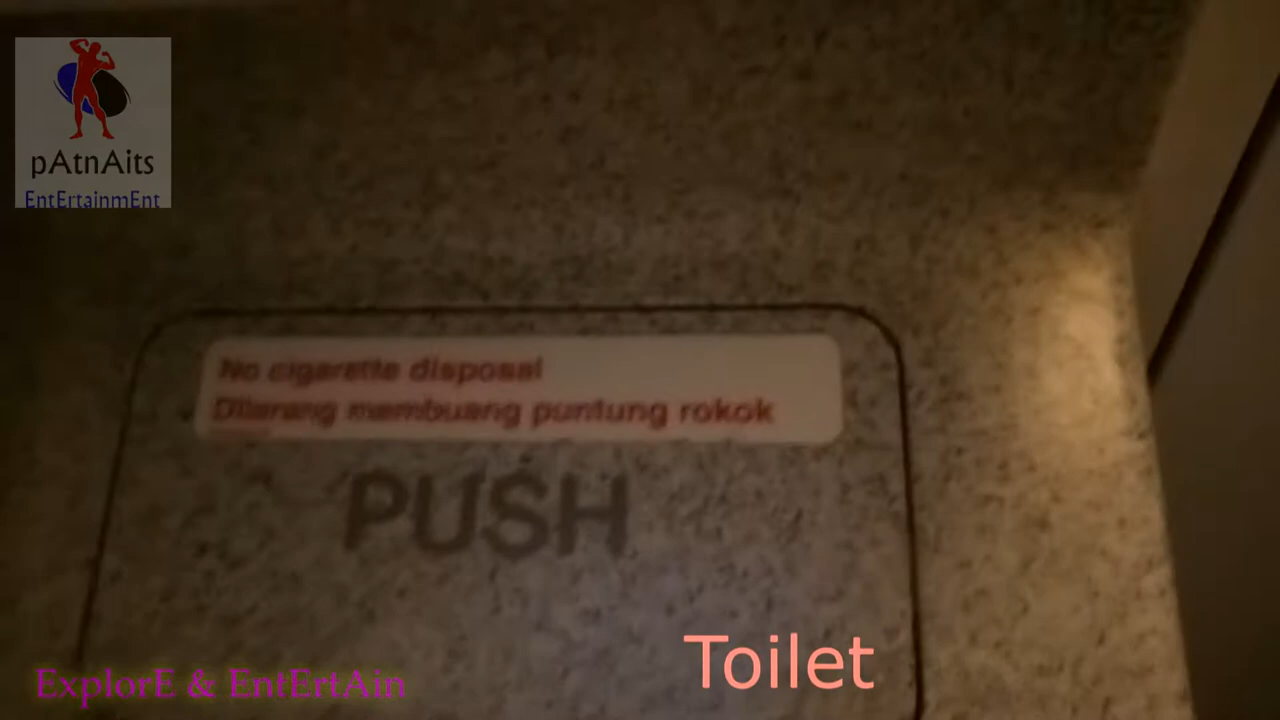 pAtnAits
EntErtainmEnt
No cigarette disposal
Dilarang membuang puntung rokok
PUSH
Toilet
ExplorE & EntErtAin